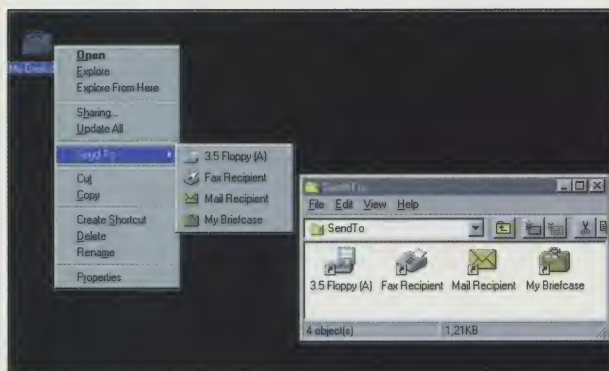 Open
Explore
Explore From Here
Sharing...
Update All
Send To
Cut
Copy
Create Shortcut
Delete
Rename
Properties
3.5 Floppy (A)
Fax Recipient
Mail Recipient
My Briefcase
SendTo
File Edit View Help
SendTo
3.5 Floppy (A) Fax Recipient Mail Recipient My Briefcase
4 object(s) 1,21KB